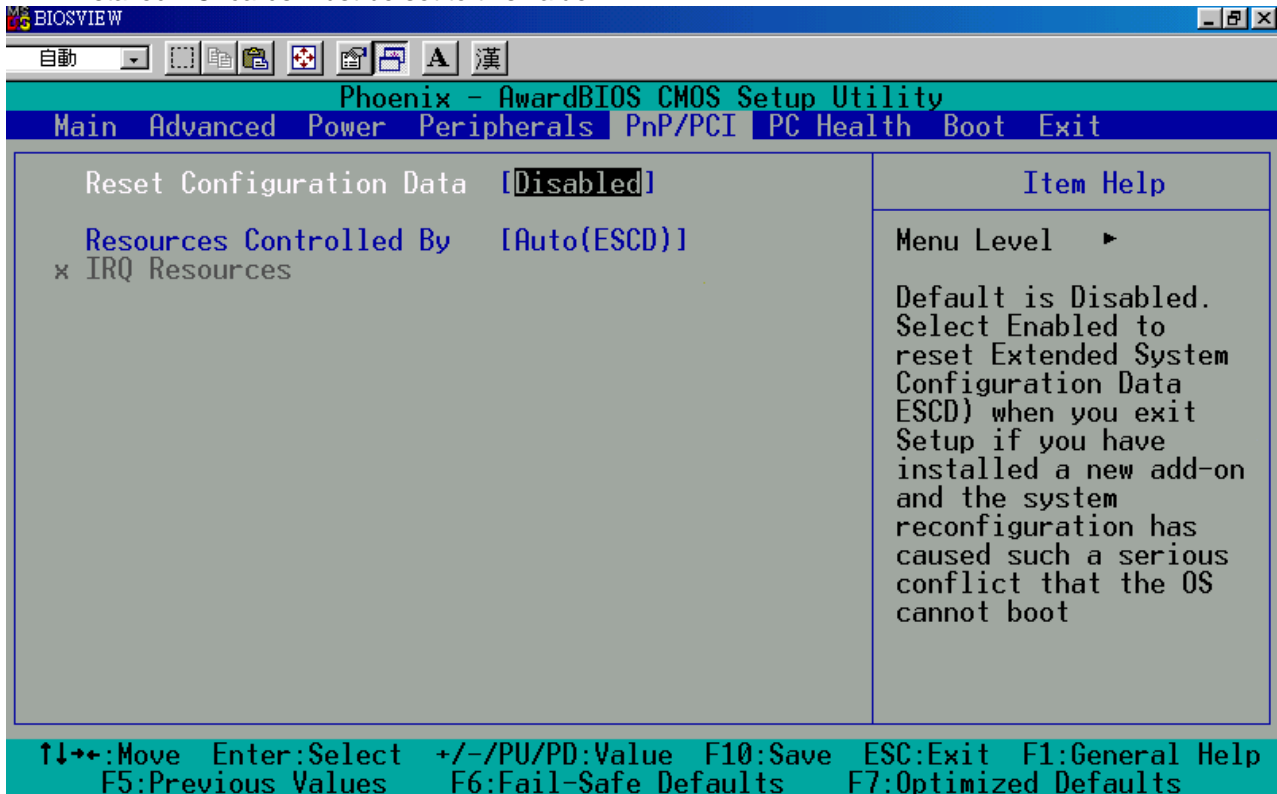 BIOSVIEW
自動 A 漢
Phoenix - AwardBIOS CMOS Setup Utility
Main Advanced Power Peripherals PnP/PCI PC Health Boot Exit
Reset Configuration Data [Disabled]
Resources Controlled By [Auto(ESCD)]
x IRQ Resources
Item Help
Menu Level ►
Default is Disabled.
Select Enabled to
reset Extended System
Configuration Data
ESCD) when you exit
Setup if you have
installed a new add-on
and the system
reconfiguration has
caused such a serious
conflict that the OS
cannot boot
↑↓→←:Move Enter:Select +/-/PU/PD:Value F10:Save ESC:Exit F1:General Help
F5:Previous Values F6:Fail-Safe Defaults F7:Optimized Defaults